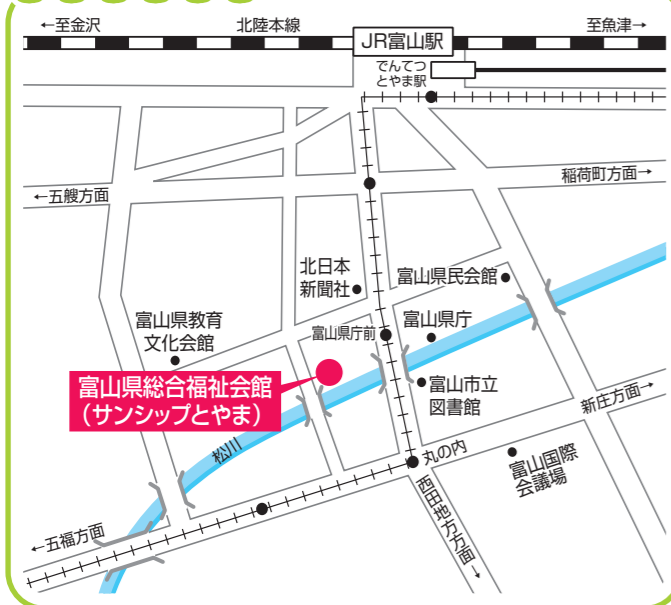 ←至金沢
北陸本線
至魚津→
JR富山駅
でんてつ
とやま駅
稲荷町方面→
←五艘方面
北日本
新聞社
富山県民会館
富山県教育
文化会館
富山県庁前
富山県庁
富山県総合福祉会館
（サンシップとやま）
富山市立
図書館
新庄方面→
松川
丸の内
富山国際
会議場
西田地方方面→
←五福方面